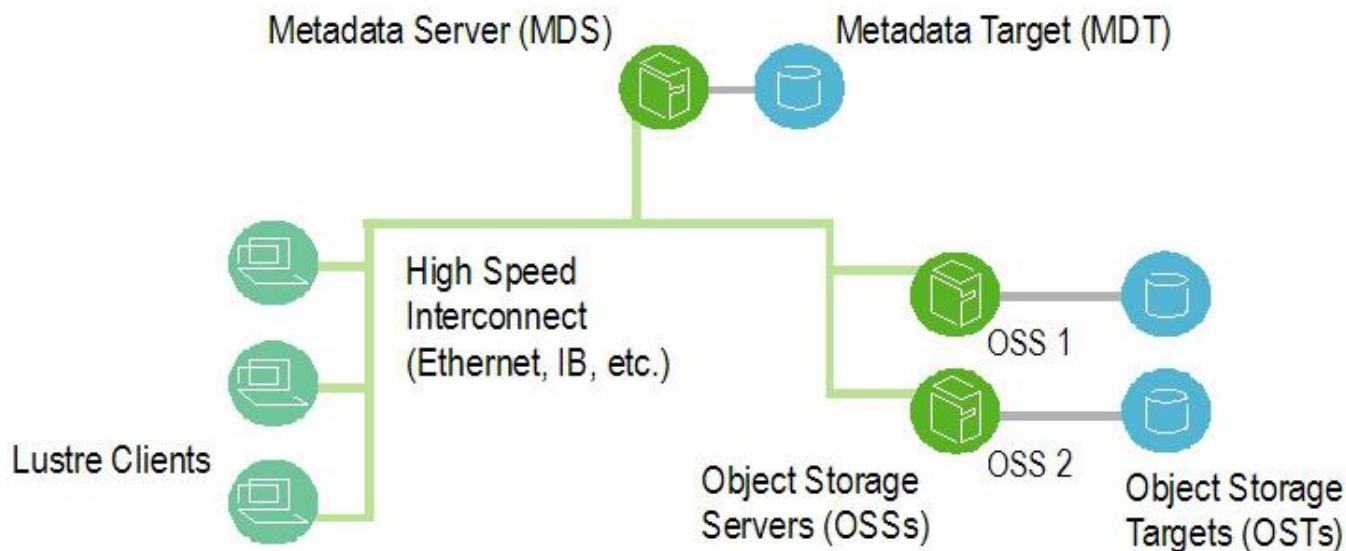 Metadata Server (MDS)
Metadata Target (MDT)
High Speed
Interconnect
(Ethernet, IB, etc.)
OSS 1
OSS 2
Lustre Clients
Object Storage
Servers (OSSs)
Object Storage
Targets (OSTs)